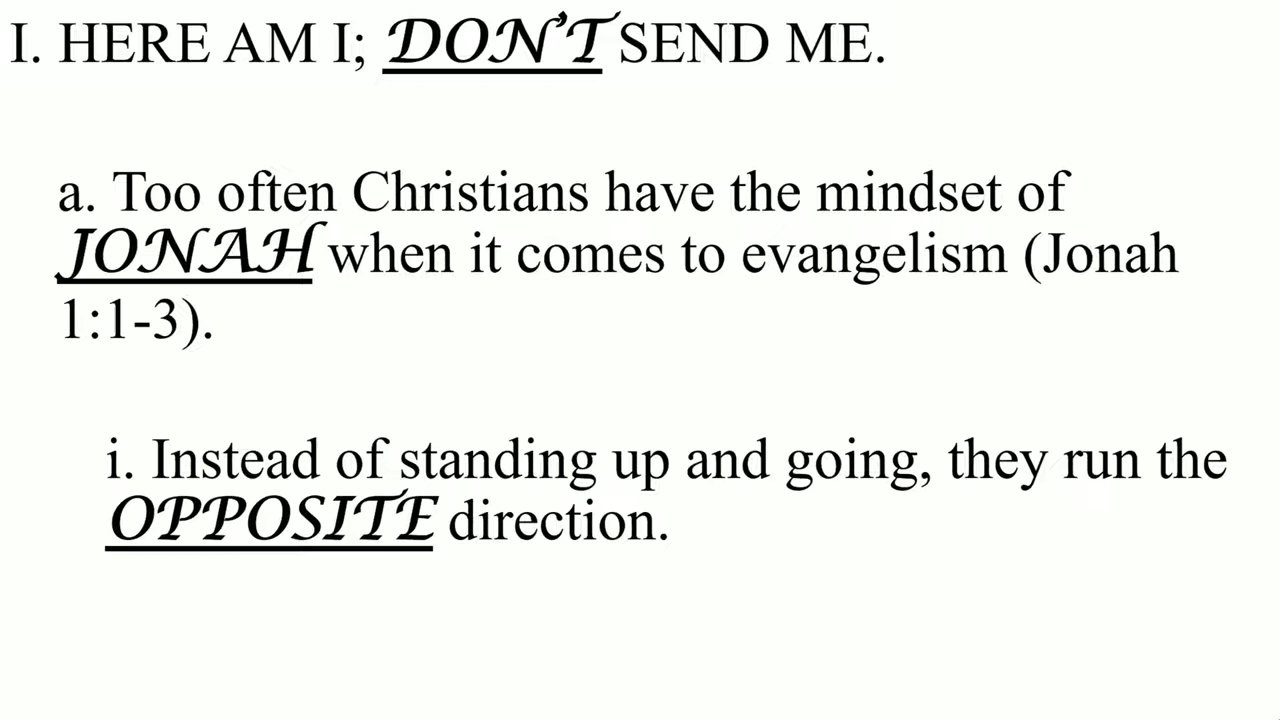 I. HERE AM I; DON'T SEND ME.
a. Too often Christians have the mindset of
JONAH when it comes to evangelism (Jonah
1:1-3).
i. Instead of standing up and going, they run the
OPPOSITE direction.